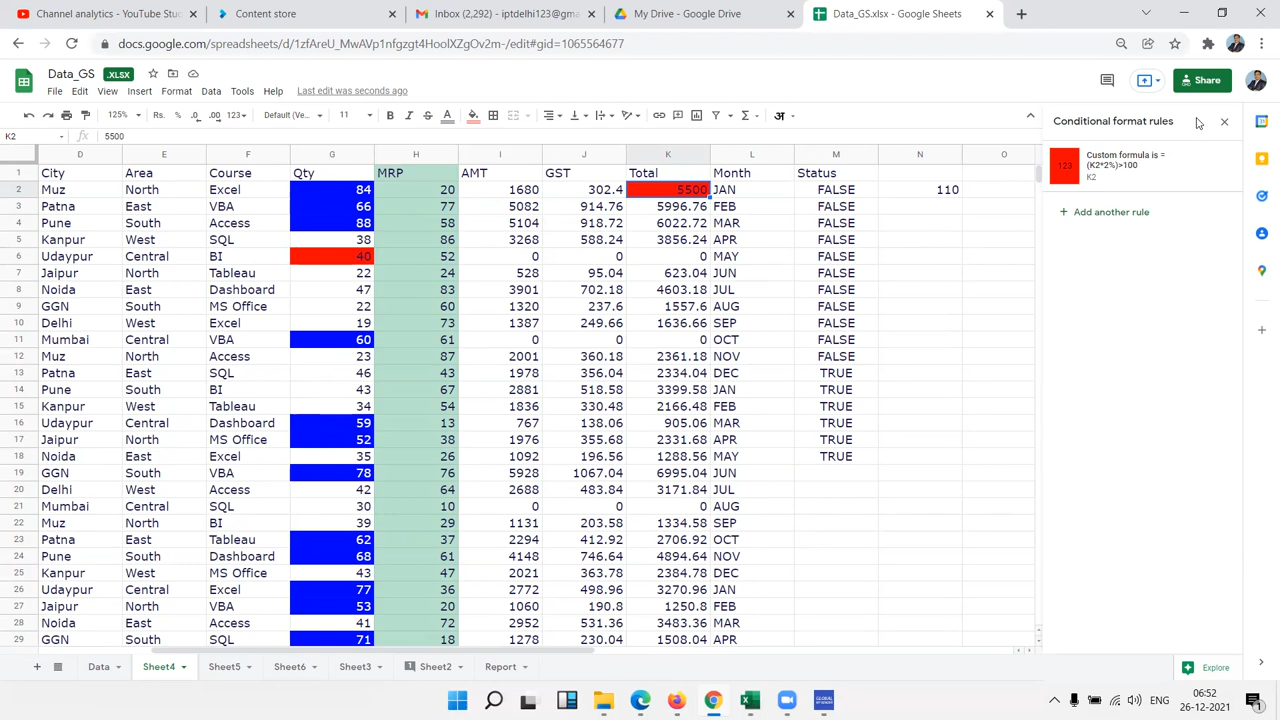 ng analytics - YouTube Stud
Content store
Inbox (2,292) - iptdelhi123@gma
My Drive - Google Drive
Data_GS.xlsx - Google Sheets
docs.google.com/spreadsheets/d/1zfAreU_MwAVp1nfgzgt4HoolXZgOv2m-/edit#gid=1065564677
Data_GS .XLSX
File Edit View Insert Format Data Tools Help Last edit was seconds ago
Share
125% Rs. % .0 .00 123 Default (Ve... 11 B I S A Σ अ
K2 fx 5500
D E F G H I J K L M N O
1 City Area Course Qty MRP AMT GST Total Month Status
2 Muz North Excel 84 20 1680 302.4 5500 JAN FALSE 110
3 Patna East VBA 66 77 5082 914.76 5996.76 FEB FALSE
4 Pune South Access 88 58 5104 918.72 6022.72 MAR FALSE
5 Kanpur West SQL 38 86 3268 588.24 3856.24 APR FALSE
6 Udaypur Central BI 40 52 0 0 0 MAY FALSE
7 Jaipur North Tableau 22 24 528 95.04 623.04 JUN FALSE
8 Noida East Dashboard 47 83 3901 702.18 4603.18 JUL FALSE
9 GGN South MS Office 22 60 1320 237.6 1557.6 AUG FALSE
10 Delhi West Excel 19 73 1387 249.66 1636.66 SEP FALSE
11 Mumbai Central VBA 60 61 0 0 0 OCT FALSE
12 Muz North Access 23 87 2001 360.18 2361.18 NOV FALSE
13 Patna East SQL 46 43 1978 356.04 2334.04 DEC TRUE
14 Pune South BI 43 67 2881 518.58 3399.58 JAN TRUE
15 Kanpur West Tableau 34 54 1836 330.48 2166.48 FEB TRUE
16 Udaypur Central Dashboard 59 13 767 138.06 905.06 MAR TRUE
17 Jaipur North MS Office 52 38 1976 355.68 2331.68 APR TRUE
18 Noida East Excel 35 26 1092 196.56 1288.56 MAY TRUE
19 GGN South VBA 78 76 5928 1067.04 6995.04 JUN
20 Delhi West Access 42 64 2688 483.84 3171.84 JUL
21 Mumbai Central SQL 30 10 0 0 0 AUG
22 Muz North BI 39 29 1131 203.58 1334.58 SEP
23 Patna East Tableau 62 37 2294 412.92 2706.92 OCT
24 Pune South Dashboard 68 61 4148 746.64 4894.64 NOV
25 Kanpur West MS Office 43 47 2021 363.78 2384.78 DEC
26 Udaypur Central Excel 77 36 2772 498.96 3270.96 JAN
27 Jaipur North VBA 53 20 1060 190.8 1250.8 FEB
28 Noida East Access 41 72 2952 531.36 3483.36 MAR
29 GGN South SQL 71 18 1278 230.04 1508.04 APR
Conditional format rules
123 Custom formula is =
(K2*2%)>100
K2
Add another rule
Data Sheet4 Sheet5 Sheet6 Sheet3 1 Sheet2 Report
Explore
ENG 06:52
26-12-2021 1